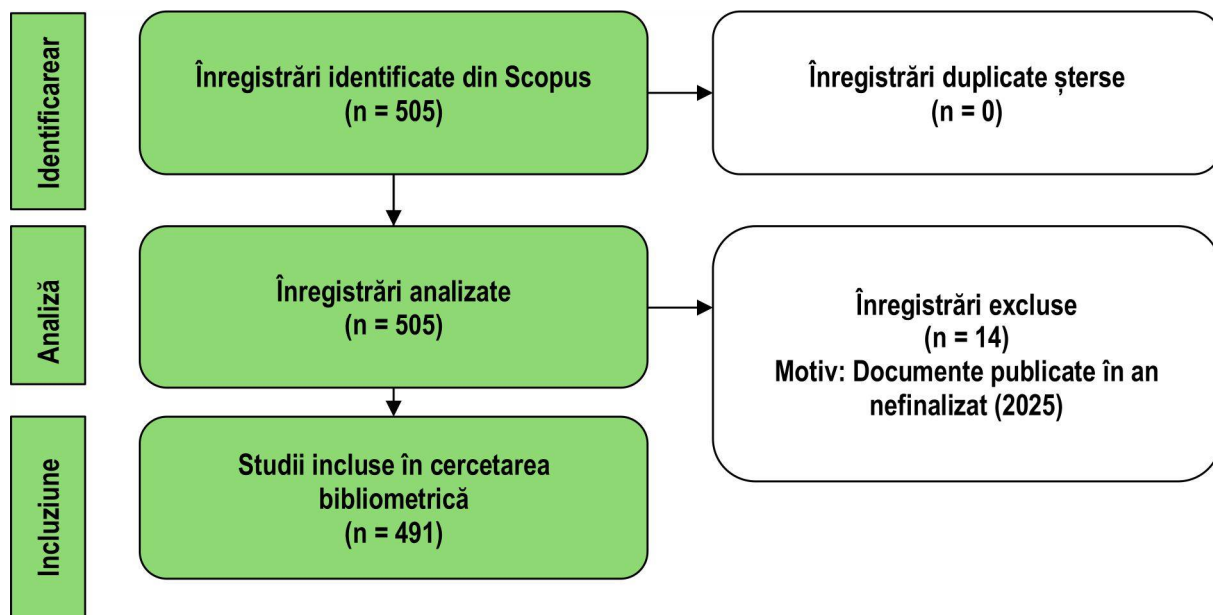 Identificarear
Înregistrări identificate din Scopus
(n = 505)
Înregistrări duplicate șterse
(n = 0)
Analiză
Înregistrări analizate
(n = 505)
Înregistrări excluse
(n = 14)
Motiv: Documente publicate în an
nefinalizat (2025)
Incluziune
Studii incluse în cercetarea
bibliometrică
(n = 491)